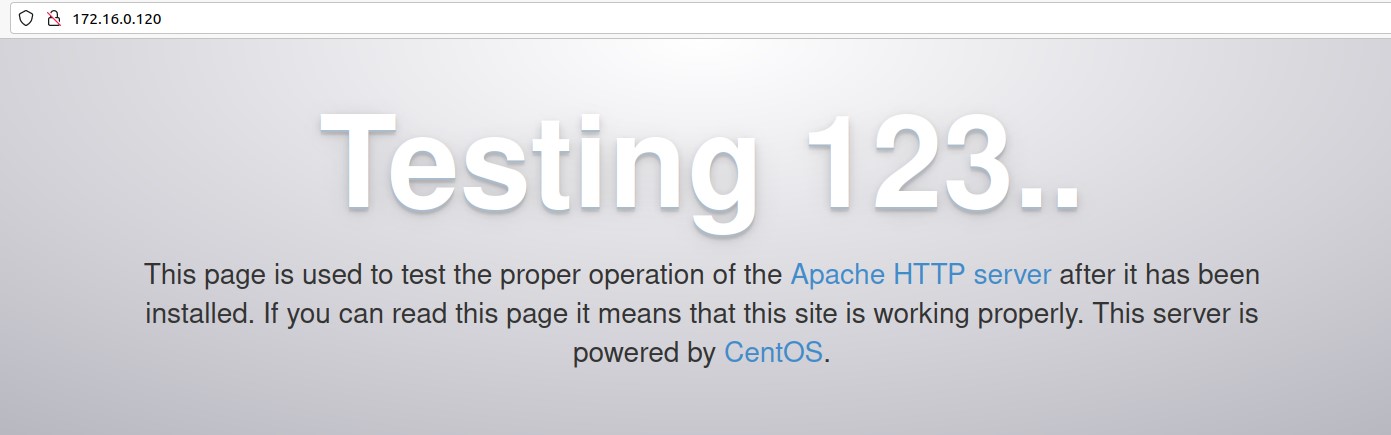 172.16.0.120
Testing 123..
This page is used to test the proper operation of the Apache HTTP server after it has been
installed. If you can read this page it means that this site is working properly. This server is
powered by CentOS.